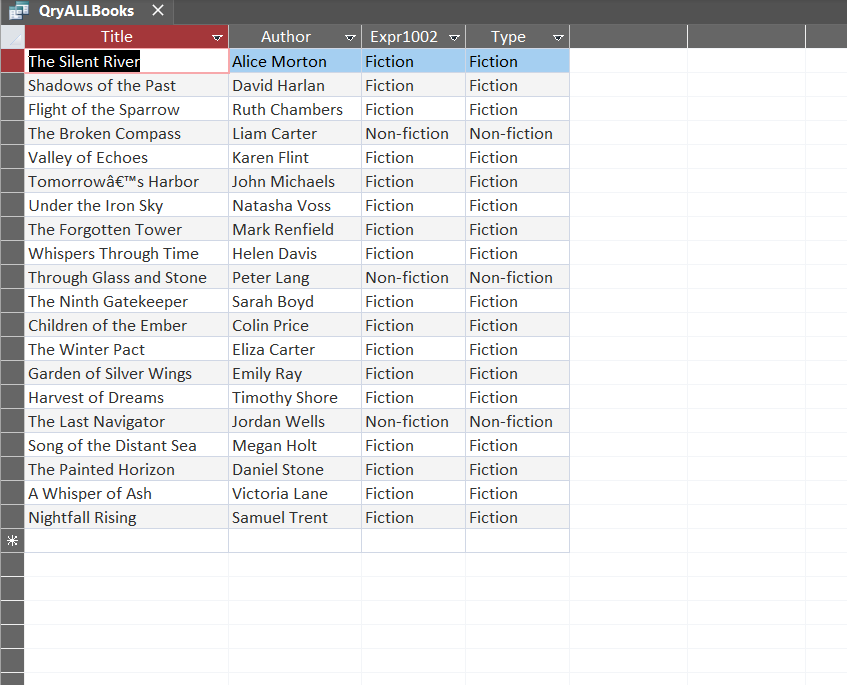 QryALLBooks
Title Author Expr1002 Type
The Silent River Alice Morton Fiction Fiction
Shadows of the Past David Harlan Fiction Fiction
Flight of the Sparrow Ruth Chambers Fiction Fiction
The Broken Compass Liam Carter Non-fiction Non-fiction
Valley of Echoes Karen Flint Fiction Fiction
Tomorrowâ€™s Harbor John Michaels Fiction Fiction
Under the Iron Sky Natasha Voss Fiction Fiction
The Forgotten Tower Mark Renfield Fiction Fiction
Whispers Through Time Helen Davis Fiction Fiction
Through Glass and Stone Peter Lang Non-fiction Non-fiction
The Ninth Gatekeeper Sarah Boyd Fiction Fiction
Children of the Ember Colin Price Fiction Fiction
The Winter Pact Eliza Carter Fiction Fiction
Garden of Silver Wings Emily Ray Fiction Fiction
Harvest of Dreams Timothy Shore Fiction Fiction
The Last Navigator Jordan Wells Non-fiction Non-fiction
Song of the Distant Sea Megan Holt Fiction Fiction
The Painted Horizon Daniel Stone Fiction Fiction
A Whisper of Ash Victoria Lane Fiction Fiction
Nightfall Rising Samuel Trent Fiction Fiction